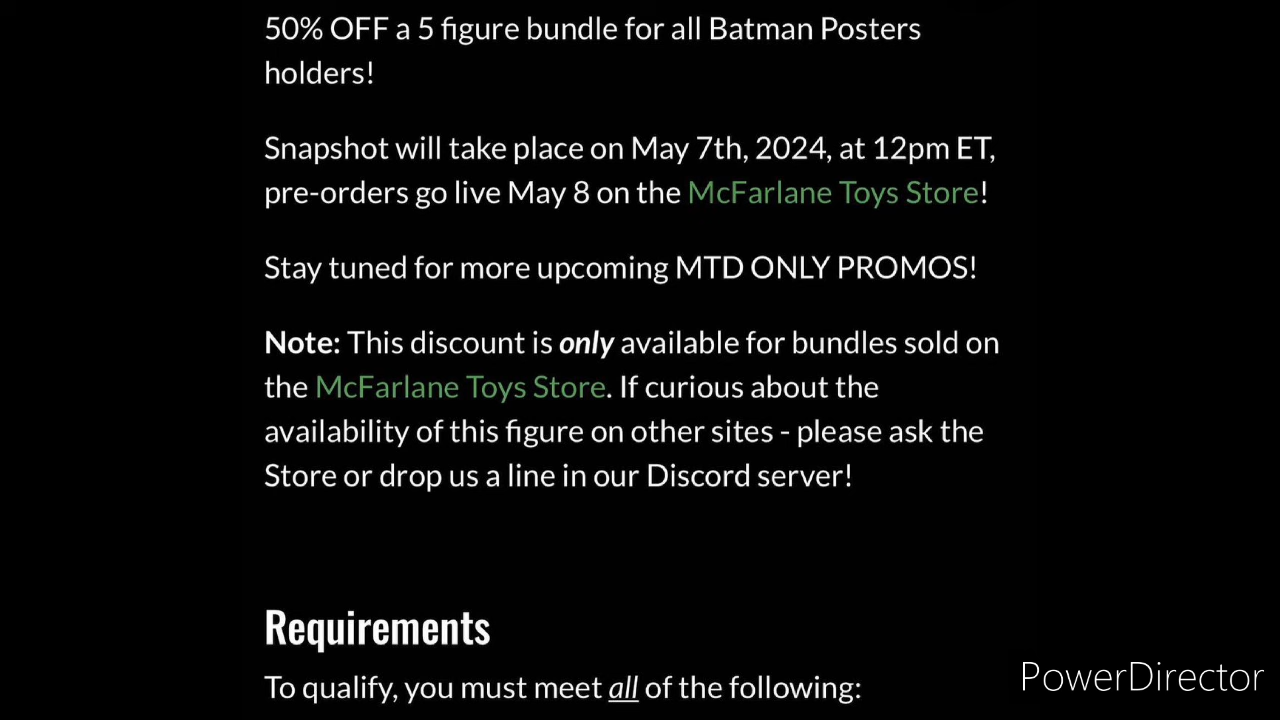 50% OFF a 5 figure bundle for all Batman Posters
holders!
Snapshot will take place on May 7th, 2024, at 12pm ET,
pre-orders go live May 8 on the McFarlane Toys Store!
Stay tuned for more upcoming MTD ONLY PROMOS!
Note: This discount is only available for bundles sold on
the McFarlane Toys Store. If curious about the
availability of this figure on other sites - please ask the
Store or drop us a line in our Discord server!
Requirements
To qualify, you must meet all of the following:
PowerDirector